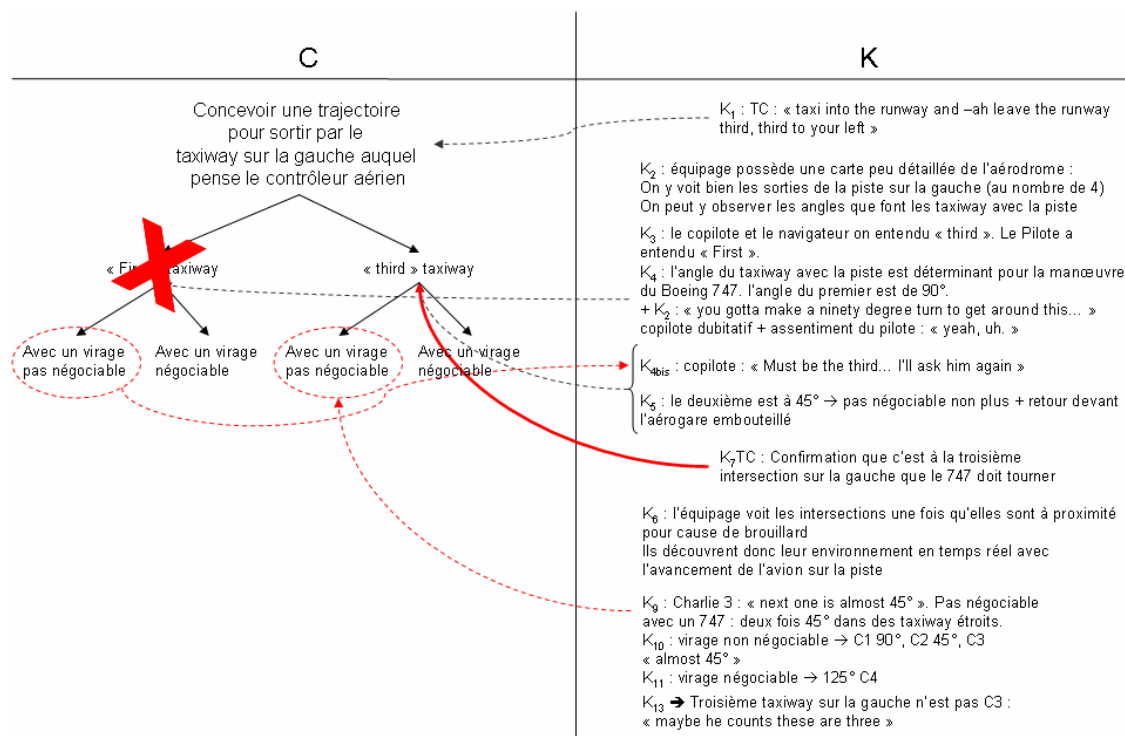 C
K
Concevoir une trajectoire
pour sortir par le
taxiway sur la gauche auquel
pense le contrôleur aérien
« Fi taxiway
« third » taxiway
Avec un virage
pas négociable
Avec un virage
négociable
Avec un virage
pas négociable
Avec un virage
négociable
K1 : TC : « taxi into the runway and –ah leave the runway
third, third to your left »
K2 : équipage possède une carte peu détaillée de l'aérodrome :
On y voit bien les sorties de la piste sur la gauche (au nombre de 4)
On peut y observer les angles que font les taxiway avec la piste
K3 : le copilote et le navigateur on entendu « third ». Le Pilote a
entendu « First ».
K4 : l'angle du taxiway avec la piste est déterminant pour la manœuvre
du Boeing 747. l'angle du premier est de 90°.
+ K2 : « you gotta make a ninety degree turn to get around this... »
copilote dubitatif + assentiment du pilote : « yeah, uh. »
K4bis : copilote : « Must be the third... I'll ask him again »
K5 : le deuxième est à 45° → pas négociable non plus + retour devant
l'aérogare embouteillé
K7TC : Confirmation que c'est à la troisième
intersection sur la gauche que le 747 doit tourner
K6 : l'équipage voit les intersections une fois qu'elles sont à proximité
pour cause de brouillard
Ils découvrent donc leur environnement en temps réel avec
l'avancement de l'avion sur la piste
K9 : Charlie 3 : « next one is almost 45° ». Pas négociable
avec un 747 : deux fois 45° dans des taxiway étroits.
K10 : virage non négociable → C1 90°, C2 45°, C3
« almost 45° »
K11 : virage négociable → 125° C4
K13 ➔ Troisième taxiway sur la gauche n'est pas C3 :
« maybe he counts these are three »